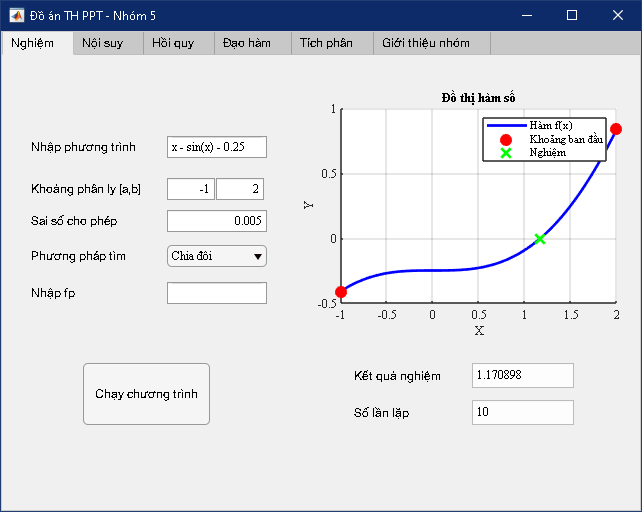 Đồ án TH PPT - Nhóm 5
Nghiệm Nội suy Hồi quy Đạo hàm Tích phân Giới thiệu nhóm
Nhập phương trình x - sin(x) - 0.25
Khoảng phân ly [a,b] -1 2
Sai số cho phép 0.005
Phương pháp tìm Chia đôi
Nhập fp
Chạy chương trình
Đồ thị hàm số
Hàm f(x)
Khoảng ban đầu
Nghiệm
1
0.5
0
-0.5
Y
-1 -0.5 0 0.5 1 1.5 2
X
Kết quả nghiệm 1.170898
Số lần lặp 10